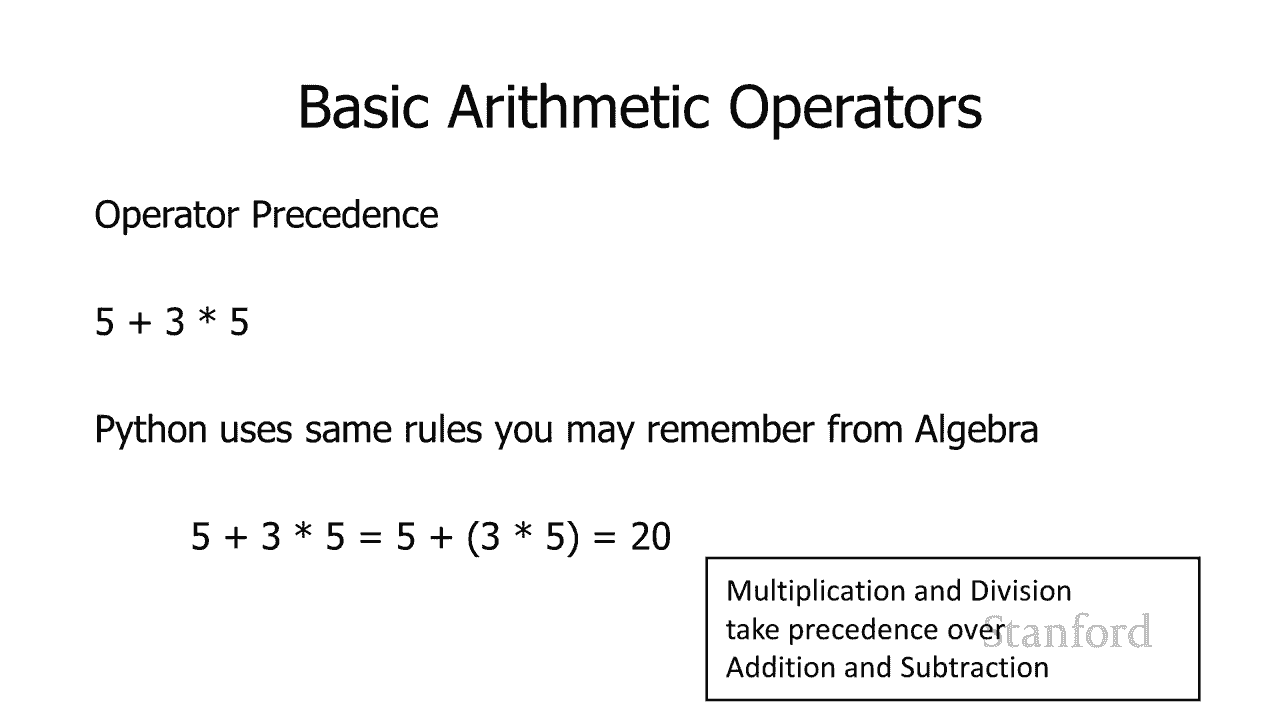 Basic Arithmetic Operators
Operator Precedence
5 + 3 * 5
Python uses same rules you may remember from Algebra
5 + 3 * 5 = 5 + (3 * 5) = 20
Multiplication and Division
take precedence over
Stanford
Addition and Subtraction